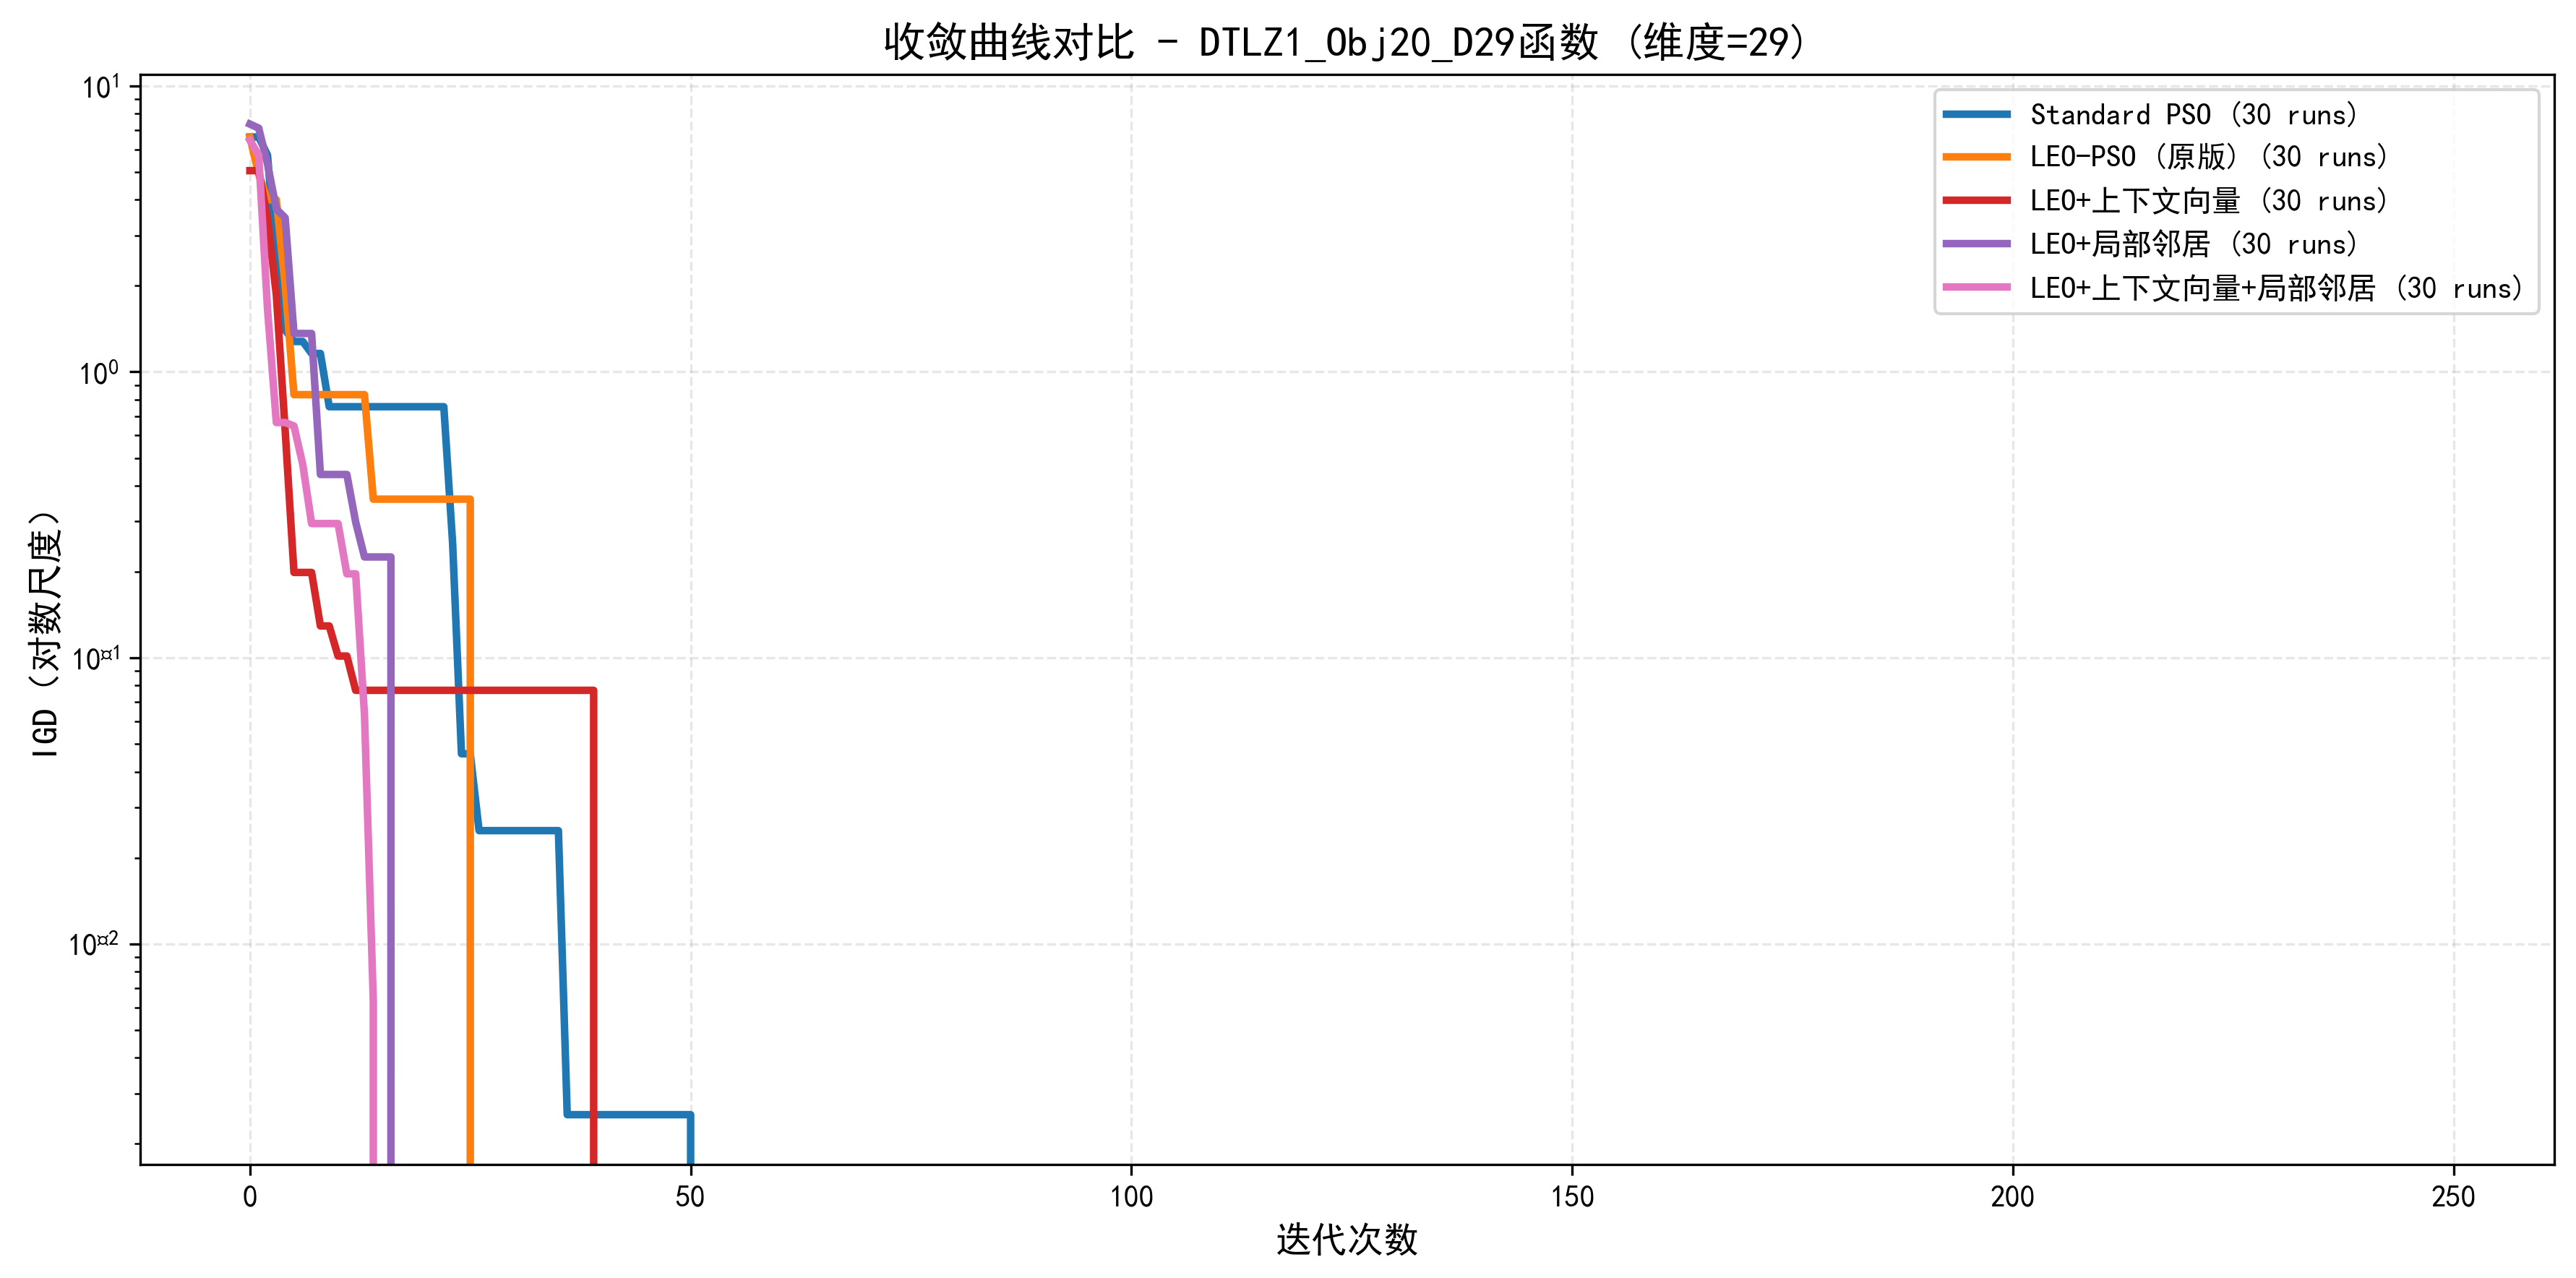 收敛曲线对比 - DTLZ1_Obj20_D29函数 (维度=29)
IGD (对数尺度)
10¹
10⁰
10¤1
10¤2
Standard PSO (30 runs)
LEO-PSO (原版) (30 runs)
LEO+上下文向量 (30 runs)
LEO+局部邻居 (30 runs)
LEO+上下文向量+局部邻居 (30 runs)
0 50 100 150 200 250
迭代次数